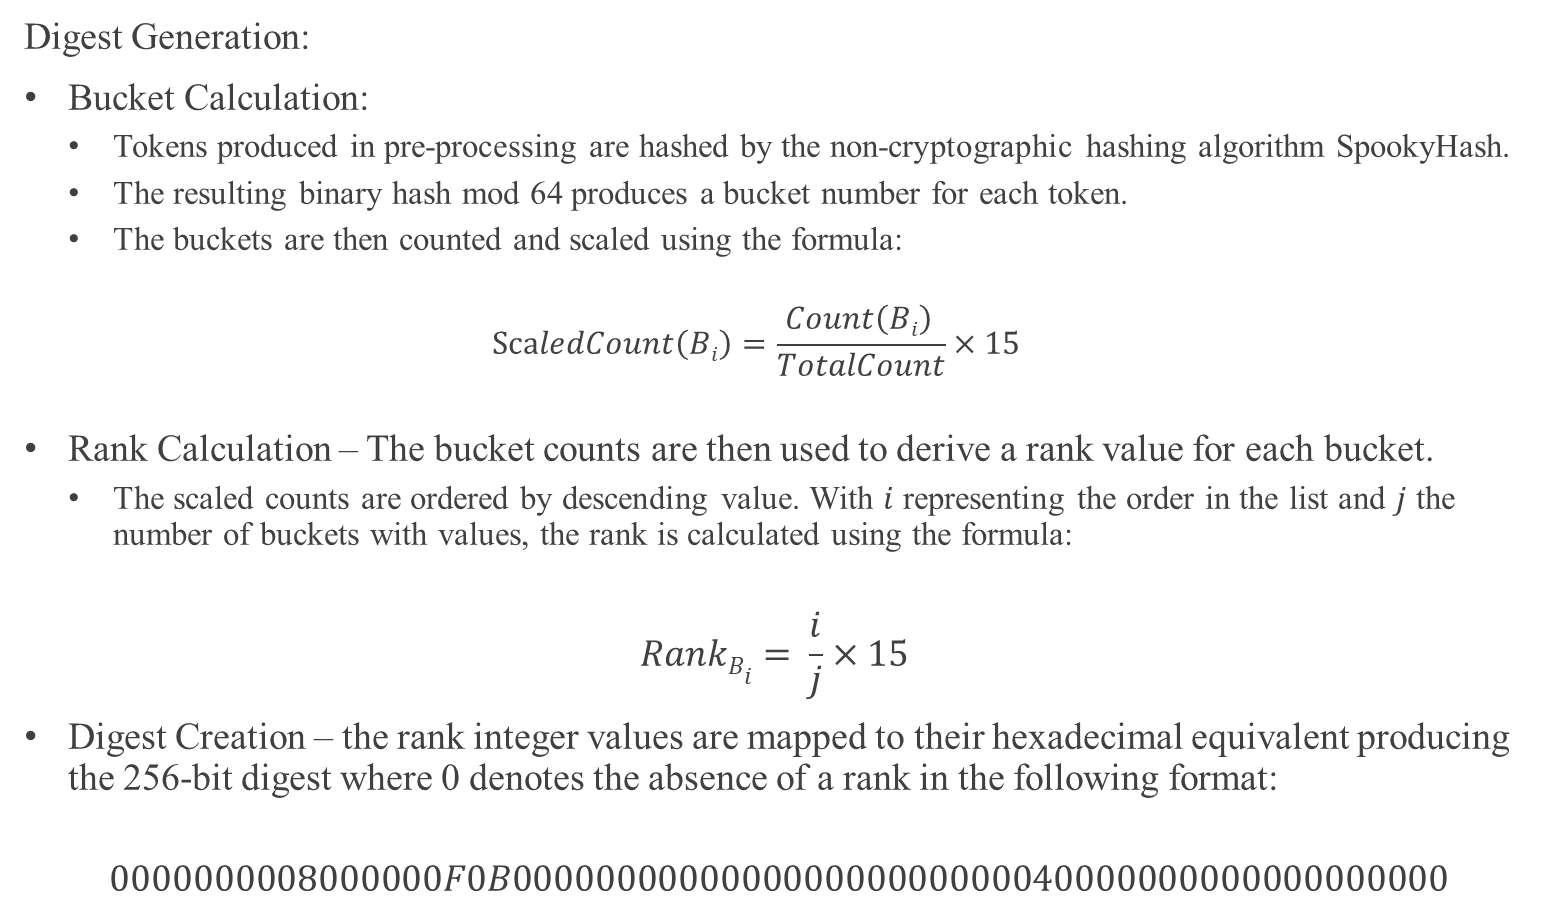 Digest Generation:
• Bucket Calculation:
• Tokens produced in pre-processing are hashed by the non-cryptographic hashing algorithm SpookyHash.
• The resulting binary hash mod 64 produces a bucket number for each token.
• The buckets are then counted and scaled using the formula:
ScaledCount(B_i) = Count(B_i) / TotalCount × 15
• Rank Calculation – The bucket counts are then used to derive a rank value for each bucket.
• The scaled counts are ordered by descending value. With i representing the order in the list and j the
number of buckets with values, the rank is calculated using the formula:
Rank_{B_i} = i / j × 15
• Digest Creation – the rank integer values are mapped to their hexadecimal equivalent producing
the 256-bit digest where 0 denotes the absence of a rank in the following format:
0000000008000000F0B000000000000000000000000040000000000000000000